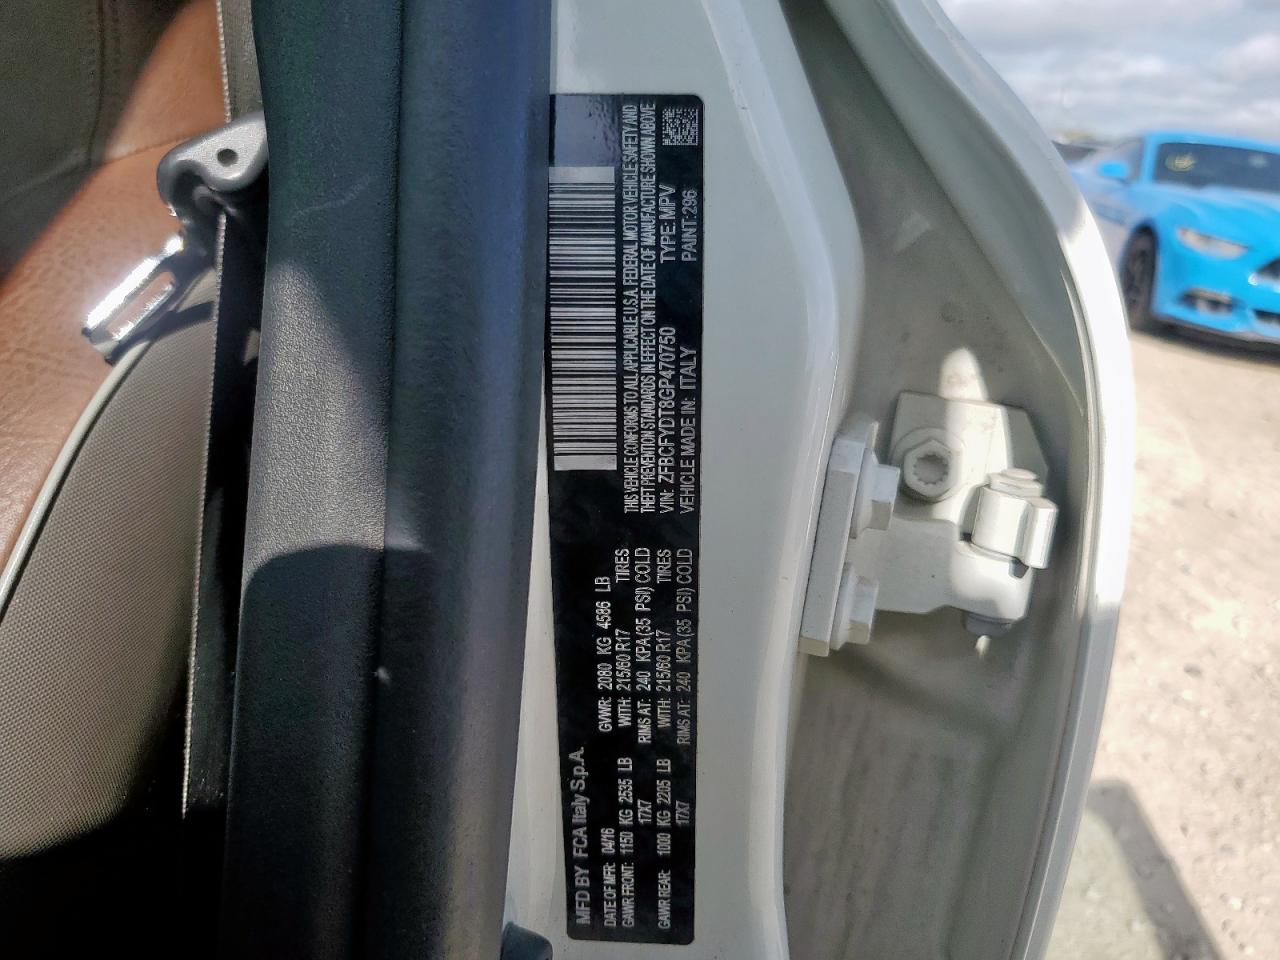 MFD BY FCA Italy S.p.A.
DATE OF MFR: 04/16 GVWR: 2080 KG 4586 LB
GAWR FRONT: 1150 KG 2535 LB WITH: 215/60 R17 TIRES
17X7 RIMS AT: 240 KPA (35 PSI) COLD
GAWR REAR: 1000 KG 2205 LB WITH: 215/60 R17 TIRES
17X7 RIMS AT: 240 KPA (35 PSI) COLD
THIS VEHICLE CONFORMS TO ALL APPLICABLE U.S.A. FEDERAL MOTOR VEHICLE SAFETY AND
THEFT PREVENTION STANDARDS IN EFFECT ON THE DATE OF MANUFACTURE SHOWN ABOVE.
VIN: ZFBCFYDT8GP470750 TYPE: MPV
VEHICLE MADE IN: ITALY PAINT: 296